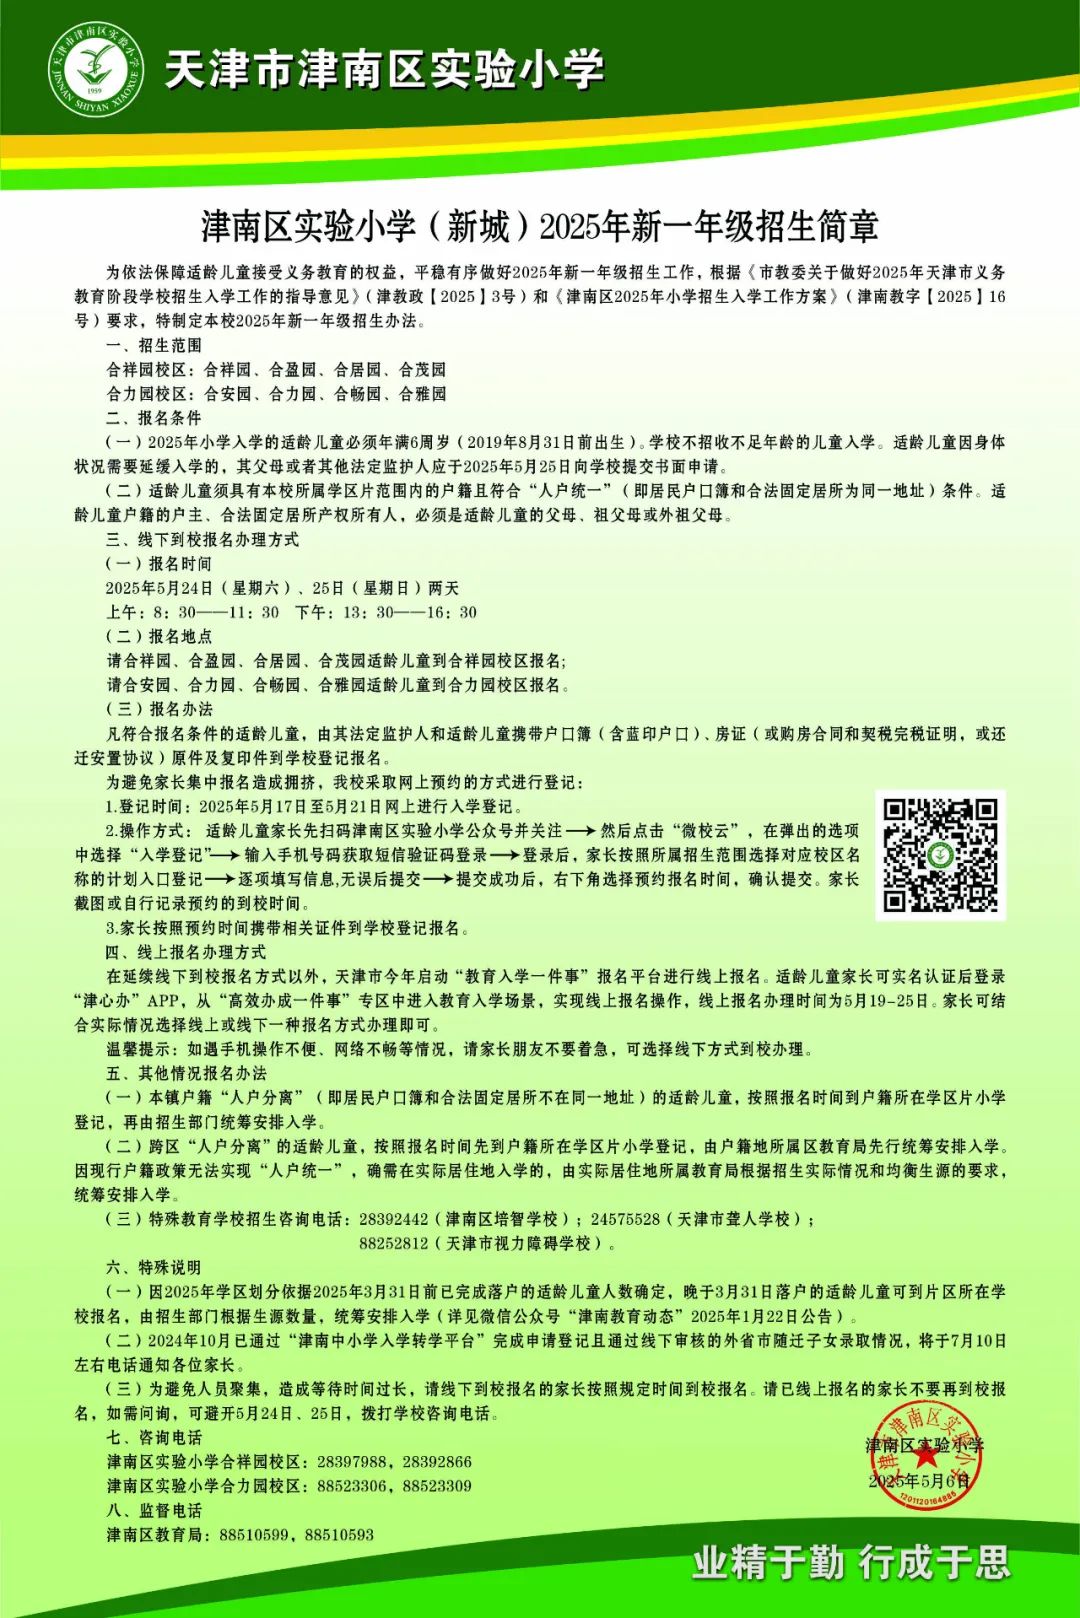 天津市津南区实验小学
JINNAN SHIYAN XIAOXUE
1959
天津市津南区实验小学
津南区实验小学（新城）2025年新一年级招生简章
为依法保障适龄儿童接受义务教育的权益，平稳有序做好2025年新一年级招生工作，根据《市教委关于做好2025年天津市义务
教育阶段学校招生入学工作的指导意见》（津教政【2025】3号）和《津南区2025年小学招生入学工作方案》（津南教字【2025】16
号）要求，特制定本校2025年新一年级招生办法。
一、招生范围
合祥园校区：合祥园、合盈园、合居园、合茂园
合力园校区：合安园、合力园、合畅园、合雅园
二、报名条件
（一）2025年小学入学的适龄儿童必须年满6周岁（2019年8月31日前出生）。学校不招收不足年龄的儿童入学。适龄儿童因身体
状况需要延缓入学的，其父母或者其他法定监护人应于2025年5月25日向学校提交书面申请。
（二）适龄儿童须具有本校所属学区片范围内的户籍且符合“人户统一”（即居民户口簿和合法固定居所为同一地址）条件。适
龄儿童户籍的户主、合法固定居所产权所有人，必须是适龄儿童的父母、祖父母或外祖父母。
三、线下到校报名办理方式
（一）报名时间
2025年5月24日（星期六）、25日（星期日）两天
上午：8：30——11：30 下午：13：30——16：30
（二）报名地点
请合祥园、合盈园、合居园、合茂园适龄儿童到合祥园校区报名;
请合安园、合力园、合畅园、合雅园适龄儿童到合力园校区报名。
（三）报名办法
凡符合报名条件的适龄儿童，由其法定监护人和适龄儿童携带户口簿（含蓝印户口）、房证（或购房合同和契税完税证明，或还
迁安置协议）原件及复印件到学校登记报名。
为避免家长集中报名造成拥挤，我校采取网上预约的方式进行登记：
1.登记时间：2025年5月17日至5月21日网上进行入学登记。
2.操作方式： 适龄儿童家长先扫码津南区实验小学公众号并关注→然后点击“微校云”，在弹出的选项
中选择“入学登记”→输入手机号码获取短信验证码登录→登录后，家长按照所属招生范围选择对应校区名
称的计划入口登记→逐项填写信息,无误后提交→提交成功后，右下角选择预约报名时间，确认提交。家长
截图或自行记录预约的到校时间。
3.家长按照预约时间携带相关证件到学校登记报名。
四、线上报名办理方式
在延续线下到校报名方式以外，天津市今年启动“教育入学一件事”报名平台进行线上报名。适龄儿童家长可实名认证后登录
“津心办”APP，从“高效办成一件事”专区中进入教育入学场景，实现线上报名操作，线上报名办理时间为5月19-25日。家长可结
合实际情况选择线上或线下一种报名方式办理即可。
温馨提示：如遇手机操作不便、网络不畅等情况，请家长朋友不要着急，可选择线下方式到校办理。
五、其他情况报名办法
（一）本镇户籍“人户分离”（即居民户口簿和合法固定居所不在同一地址）的适龄儿童，按照报名时间到户籍所在学区片小学
登记，再由招生部门统筹安排入学。
（二）跨区“人户分离”的适龄儿童，按照报名时间先到户籍所在学区片小学登记，由户籍地所属区教育局先行统筹安排入学。
因现行户籍政策无法实现“人户统一”，确需在实际居住地入学的，由实际居住地所属教育局根据招生实际情况和均衡生源的要求，
统筹安排入学。
（三）特殊教育学校招生咨询电话：28392442（津南区培智学校）；24575528（天津市聋人学校）；
88252812（天津市视力障碍学校）。
六、特殊说明
（一）因2025年学区划分依据2025年3月31日前已完成落户的适龄儿童人数确定，晚于3月31日落户的适龄儿童可到片区所在学
校报名，由招生部门根据生源数量，统筹安排入学（详见微信公众号“津南教育动态”2025年1月22日公告）。
（二）2024年10月已通过“津南中小学入学转学平台”完成申请登记且通过线下审核的外省市随迁子女录取情况，将于7月10日
左右电话通知各位家长。
（三）为避免人员聚集，造成等待时间过长，请线下到校报名的家长按照规定时间到校报名。请已线上报名的家长不要再到校报
名，如需问询，可避开5月24日、25日，拨打学校咨询电话。
七、咨询电话
津南区实验小学合祥园校区：28397988，28392866
津南区实验小学合力园校区：88523306，88523309
八、监督电话
津南区教育局：88510599，88510593
津南区实验小学
2025年5月6日
天津市津南区实验小学
1201120164885
业精于勤 行成于思